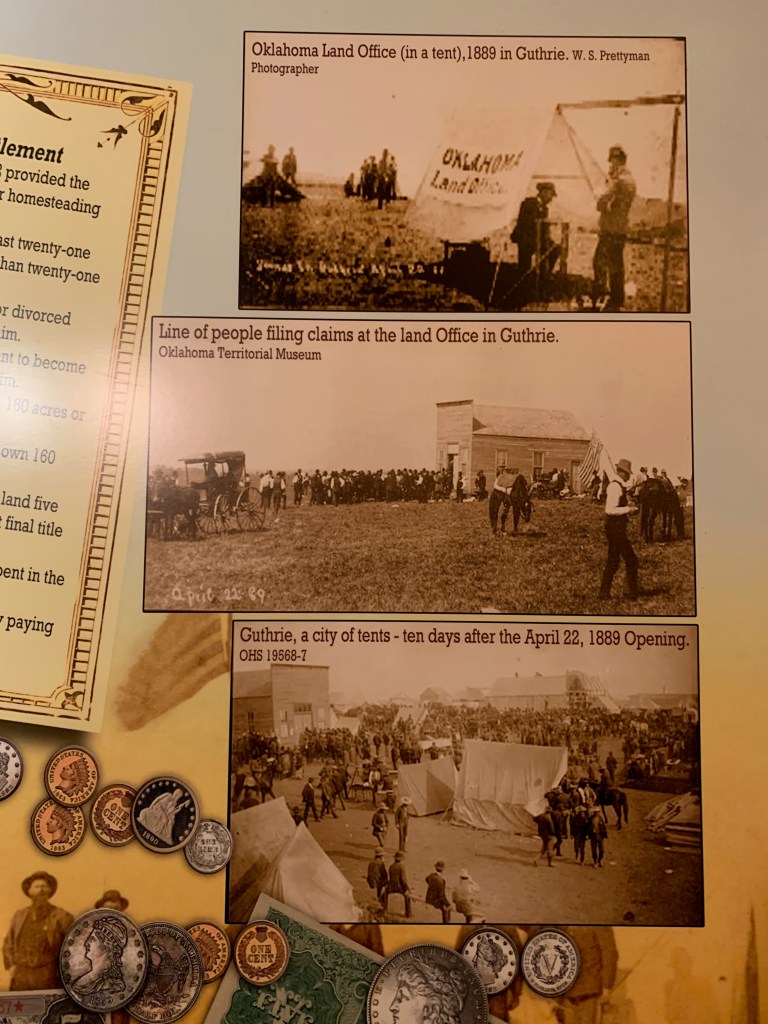 lement
provided the
r homesteading
ast twenty-one
han twenty-one
or divorced
im.
nt to become
im.
160 acres or
own 160
land five
t final title
pent in the
y paying
Oklahoma Land Office (in a tent),1889 in Guthrie. W. S. Prettyman
Photographer
OKLAHOMA
Land Office
Line of people filing claims at the land Office in Guthrie.
Oklahoma Territorial Museum
April 22 89
Guthrie, a city of tents - ten days after the April 22, 1889 Opening.
OHS 19568-7
1890
ONE
CENT
V